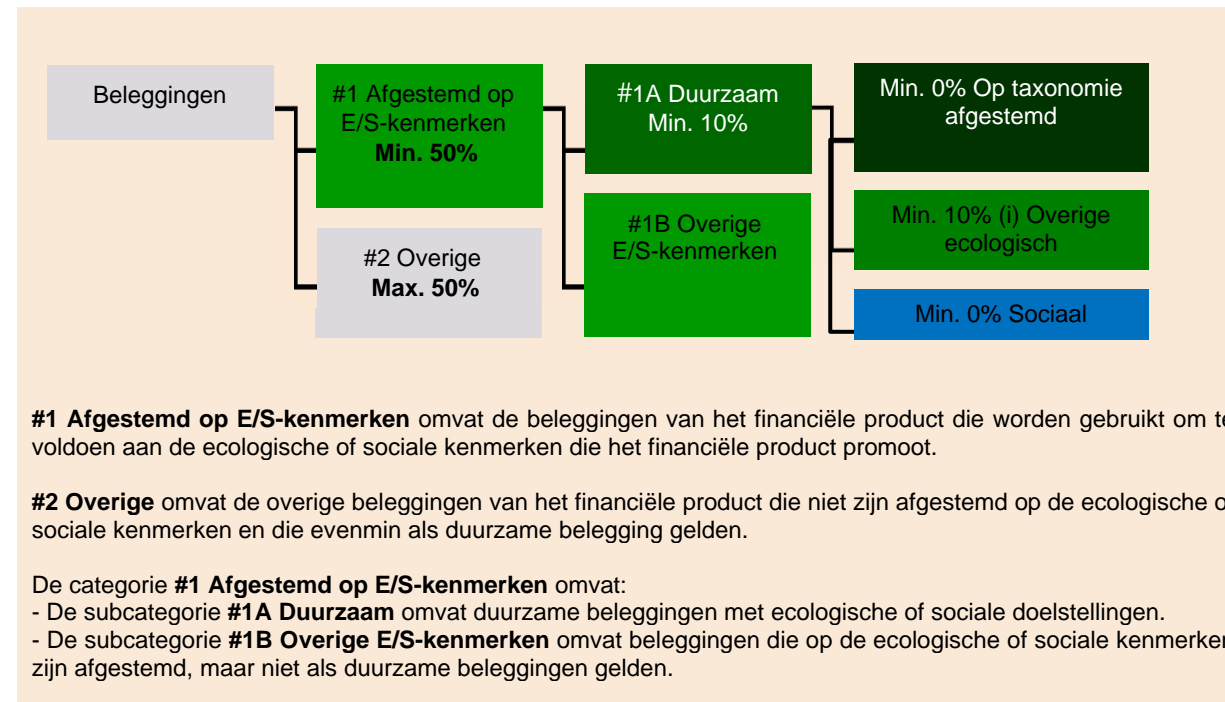 Beleggingen
#1 Afgestemd op
E/S-kenmerken
Min. 50%
#2 Overige
Max. 50%
#1A Duurzaam
Min. 10%
#1B Overige
E/S-kenmerken
Min. 0% Op taxonomie
afgestemd
Min. 10% (i) Overige
ecologisch
Min. 0% Sociaal
#1 Afgestemd op E/S-kenmerken omvat de beleggingen van het financiële product die worden gebruikt om te
voldoen aan de ecologische of sociale kenmerken die het financiële product promoot.
#2 Overige omvat de overige beleggingen van het financiële product die niet zijn afgestemd op de ecologische o
sociale kenmerken en die evenmin als duurzame belegging gelden.
De categorie #1 Afgestemd op E/S-kenmerken omvat:
- De subcategorie #1A Duurzaam omvat duurzame beleggingen met ecologische of sociale doelstellingen.
- De subcategorie #1B Overige E/S-kenmerken omvat beleggingen die op de ecologische of sociale kenmerken
zijn afgestemd, maar niet als duurzame beleggingen gelden.